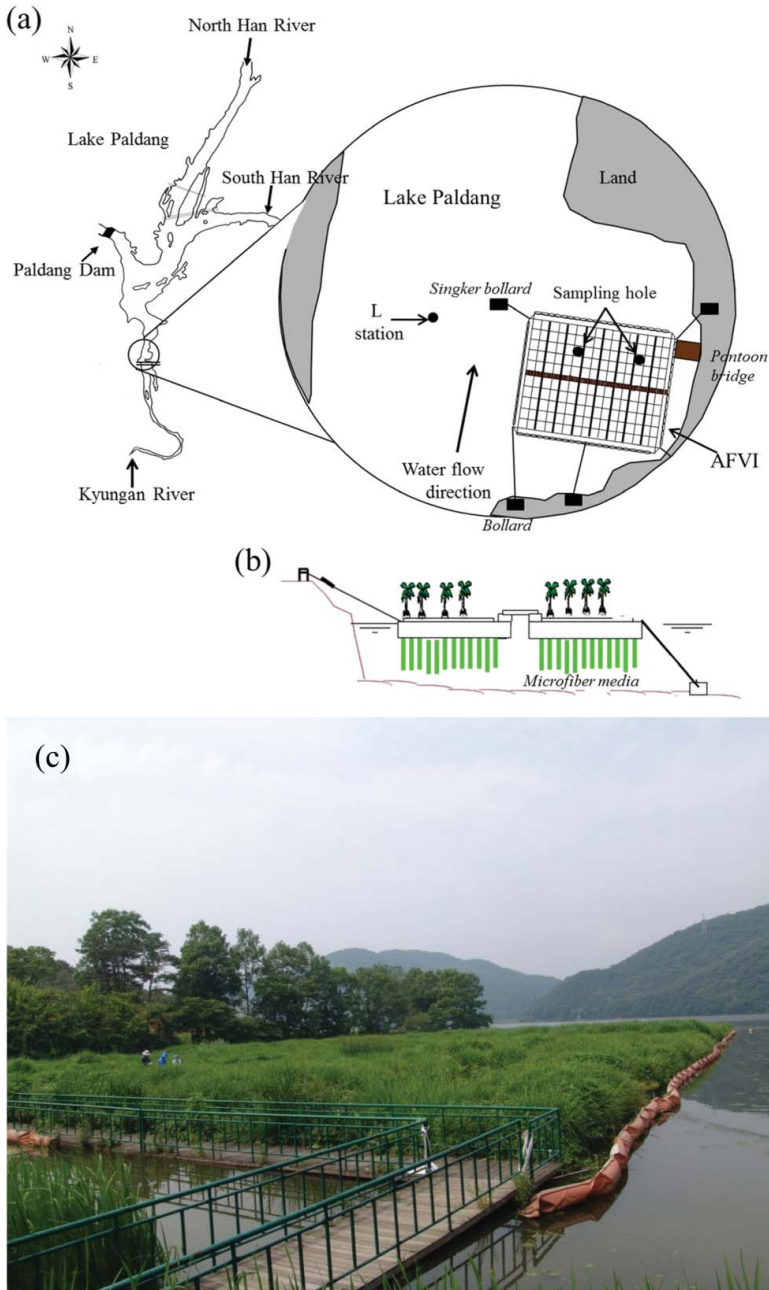 (a)
N
W E
S
North Han River
Lake Paldang
South Han River
Paldang Dam
Kyungan River
Land
Lake Paldang
Singker bollard
Sampling hole
L
station
Pontoon
bridge
Water flow
direction
AFVI
Bollard
(b)
Microfiber media
(c)